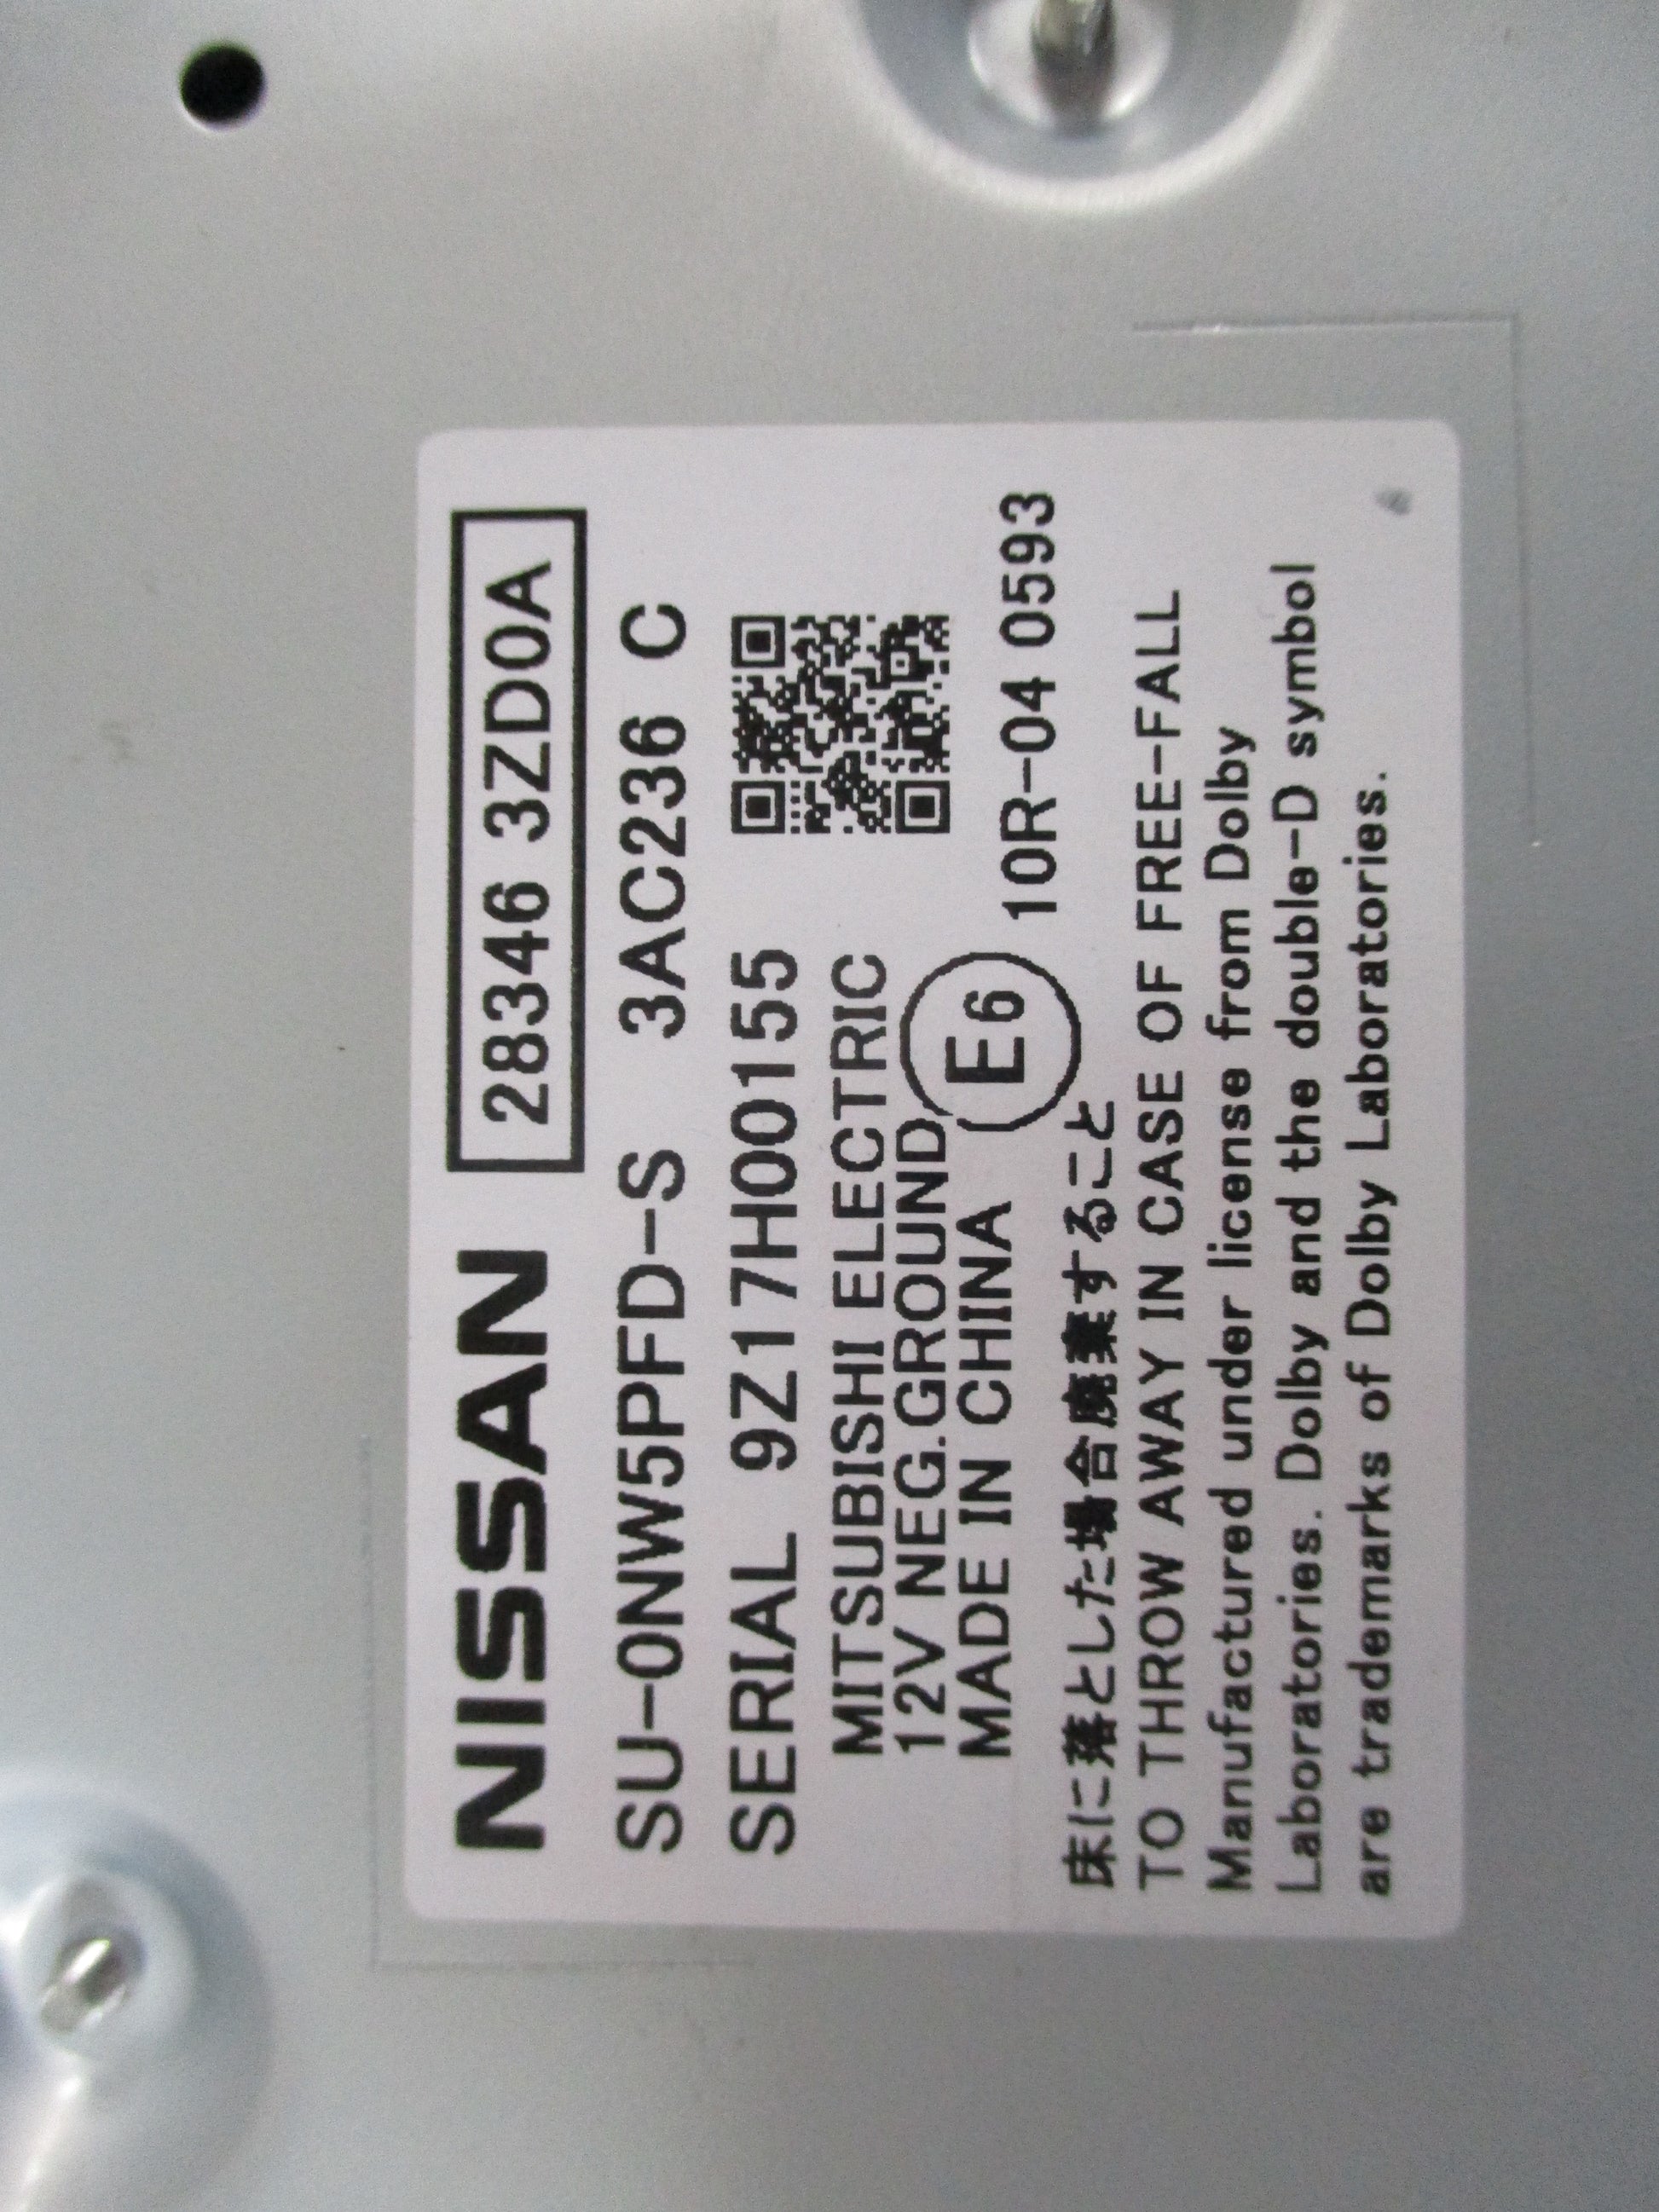 NISSAN 28346 3ZD0A
SU-0NW5PFD-S 3AC236 C
SERIAL 9Z17H00155
MITSUBISHI ELECTRIC
12V NEG.GROUND
MADE IN CHINA E6 10R-04 0593
床に落とした場合廃棄すること
TO THROW AWAY IN CASE OF FREE-FALL
Manufactured under license from Dolby
Laboratories. Dolby and the double-D symbol
are trademarks of Dolby Laboratories.